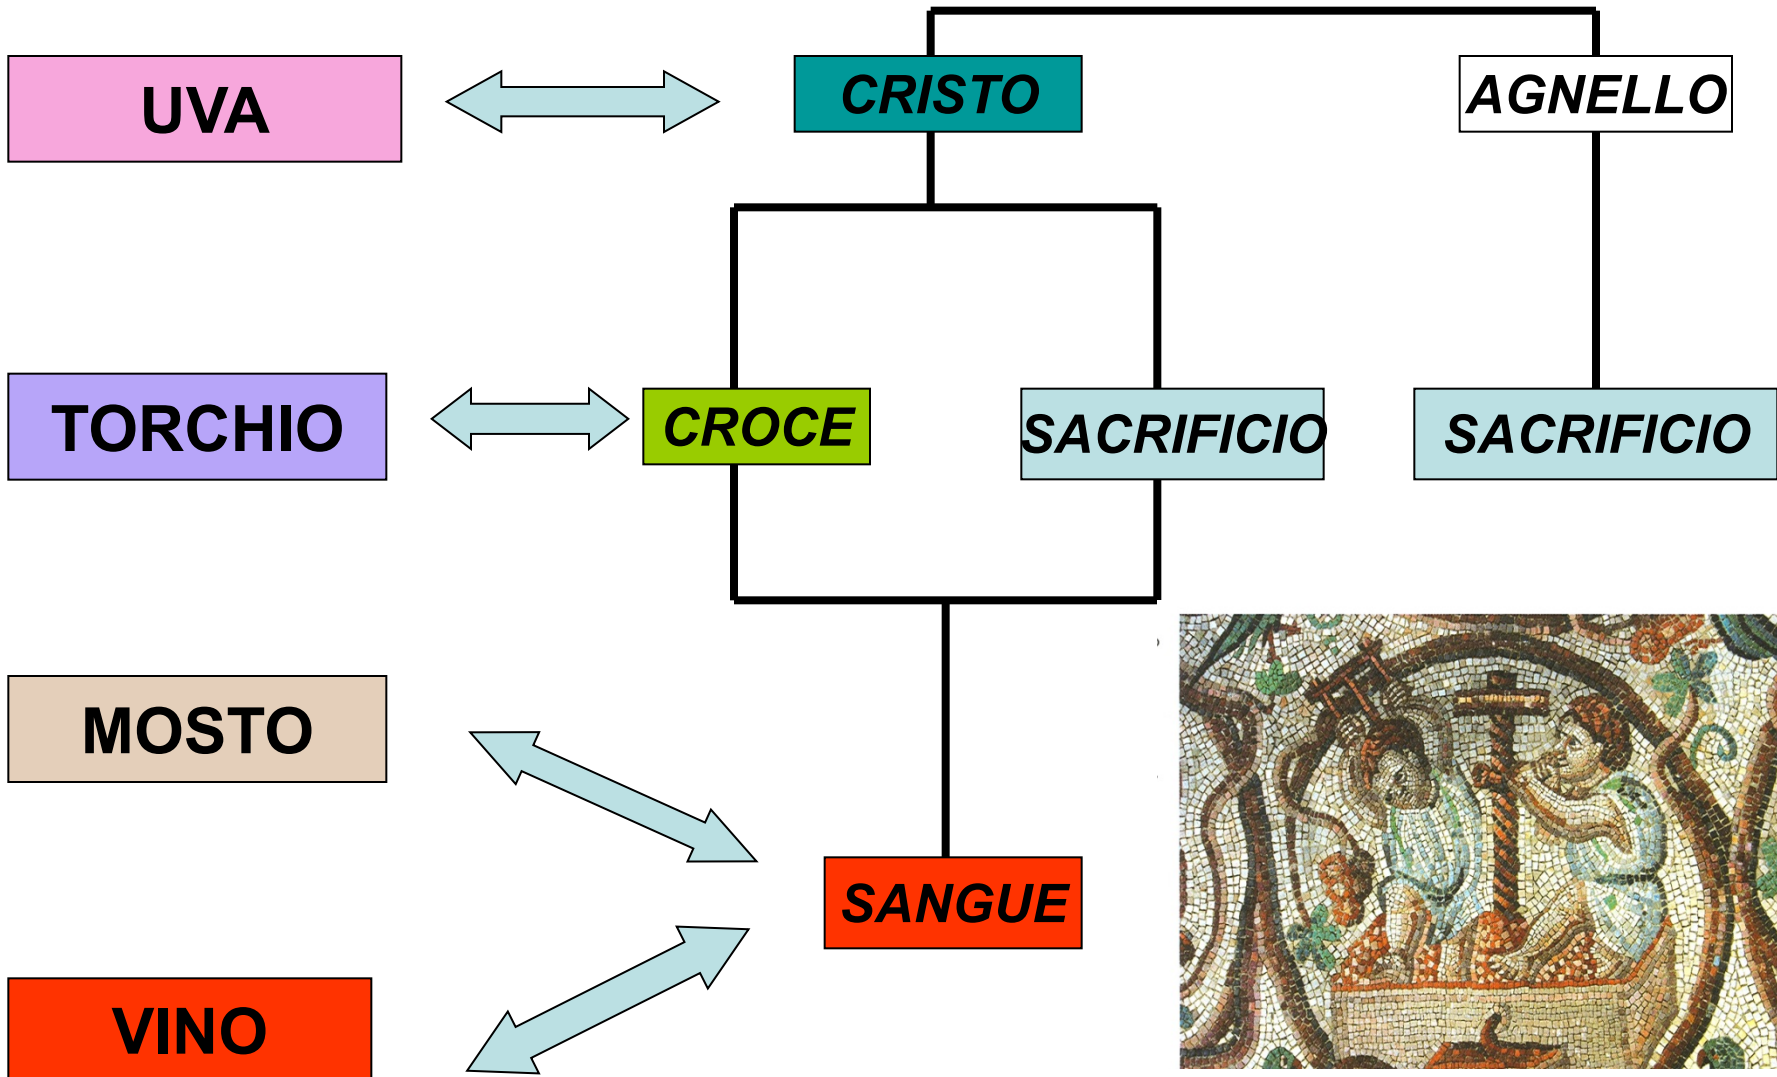 UVA
CRISTO
AGNELLO
TORCHIO
CROCE
SACRIFICIO
SACRIFICIO
MOSTO
SANGUE
VINO